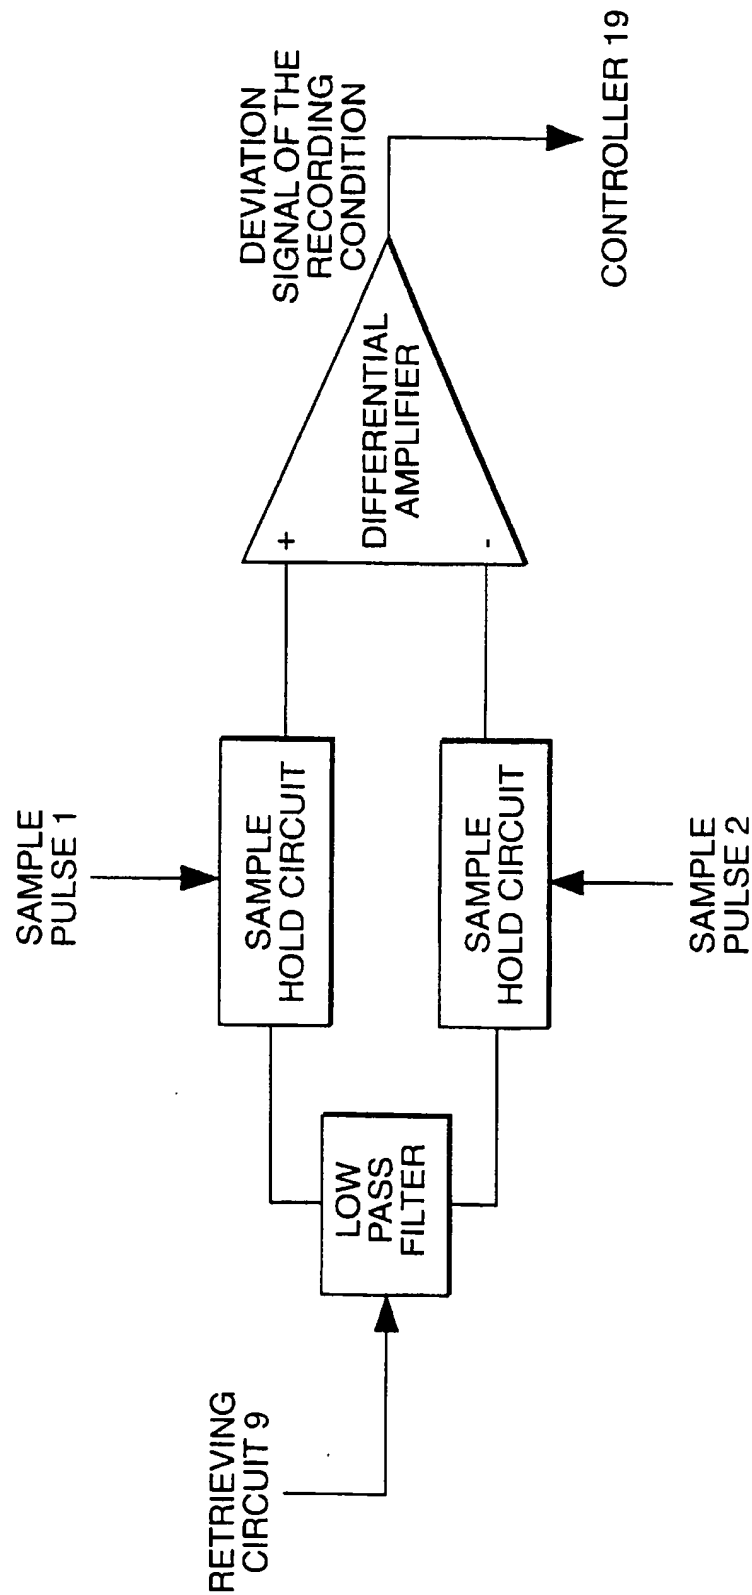 RETRIEVING
CIRCUIT 9
LOW
PASS
FILTER
SAMPLE
PULSE 1
SAMPLE
HOLD CIRCUIT
SAMPLE
HOLD CIRCUIT
SAMPLE
PULSE 2
+
-
DIFFERENTIAL
AMPLIFIER
DEVIATION
SIGNAL OF THE
RECORDING
CONDITION
CONTROLLER 19